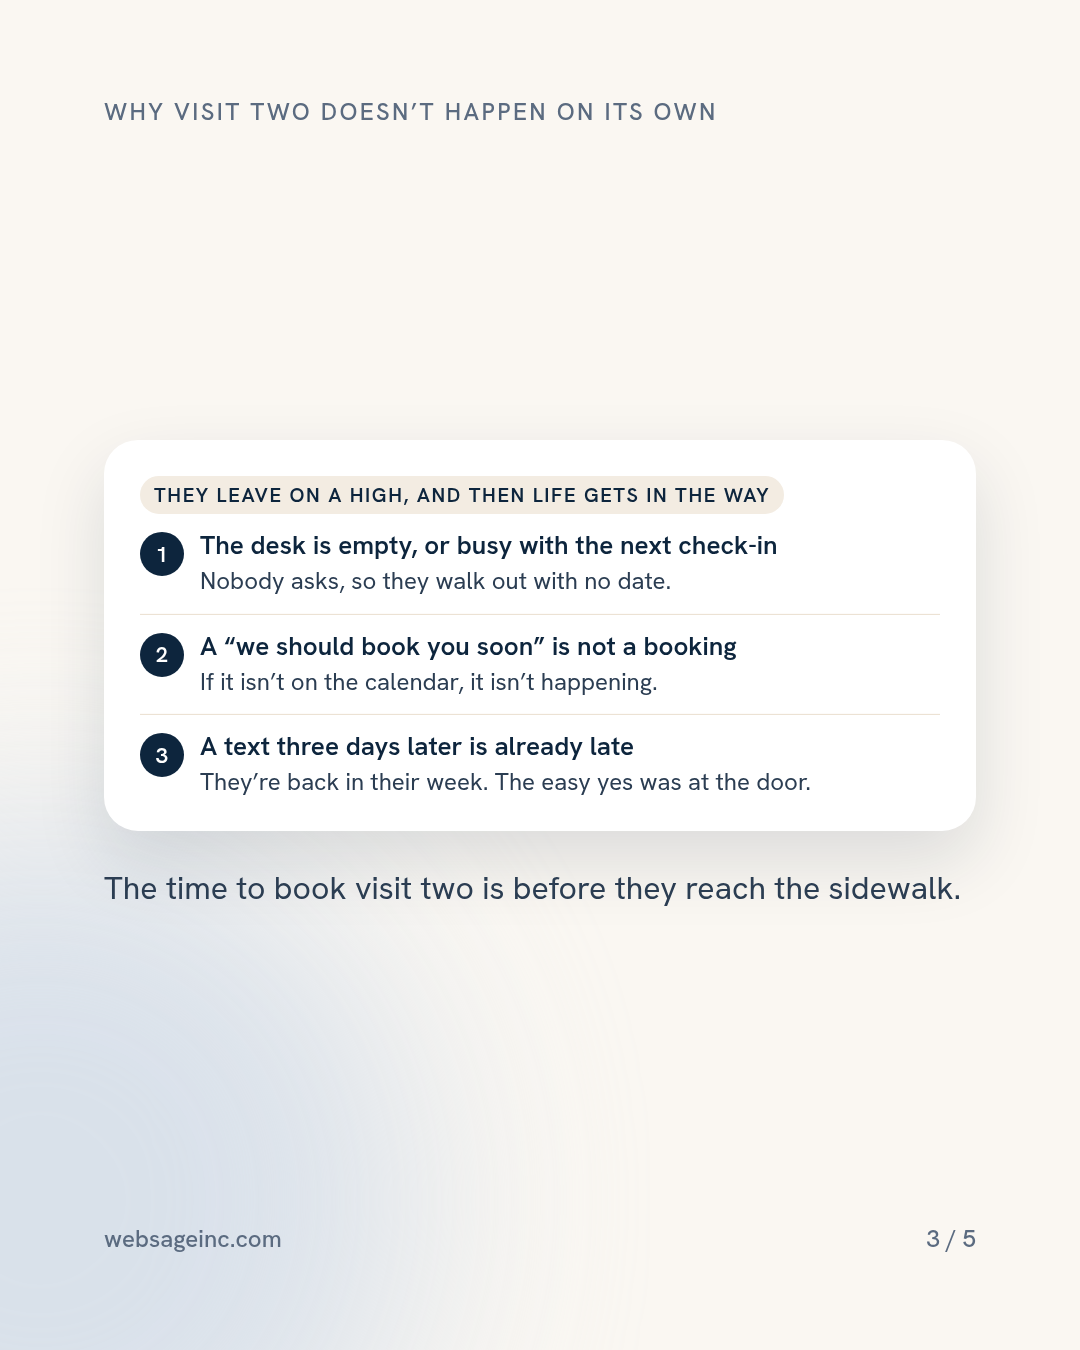 WHY VISIT TWO DOESN’T HAPPEN ON ITS OWN
THEY LEAVE ON A HIGH, AND THEN LIFE GETS IN THE WAY
1 The desk is empty, or busy with the next check-in
Nobody asks, so they walk out with no date.
2 A “we should book you soon” is not a booking
If it isn’t on the calendar, it isn’t happening.
3 A text three days later is already late
They’re back in their week. The easy yes was at the door.
The time to book visit two is before they reach the sidewalk.
websageinc.com
3 / 5